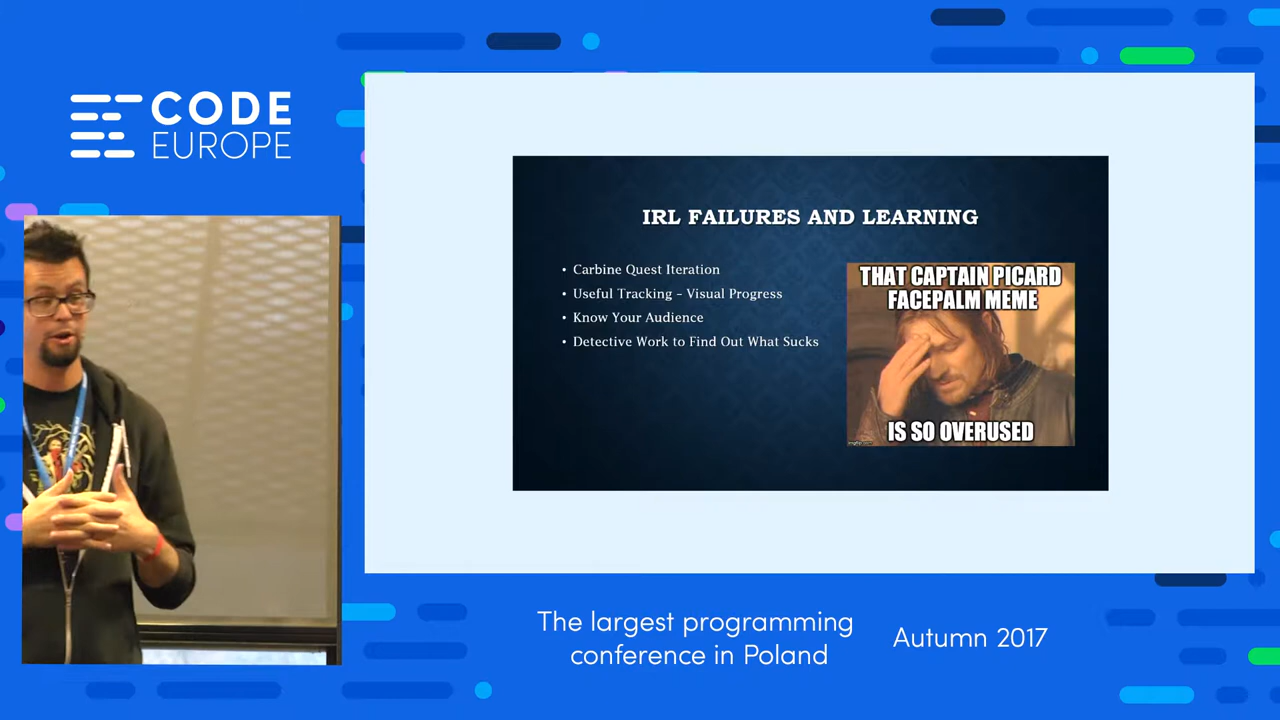 CODE
EUROPE
IRL FAILURES AND LEARNING
• Carbine Quest Iteration
• Useful Tracking – Visual Progress
• Know Your Audience
• Detective Work to Find Out What Sucks
THAT CAPTAIN PICARD
FACEPALM MEME
IS SO OVERUSED
The largest programming
conference in Poland
Autumn 2017